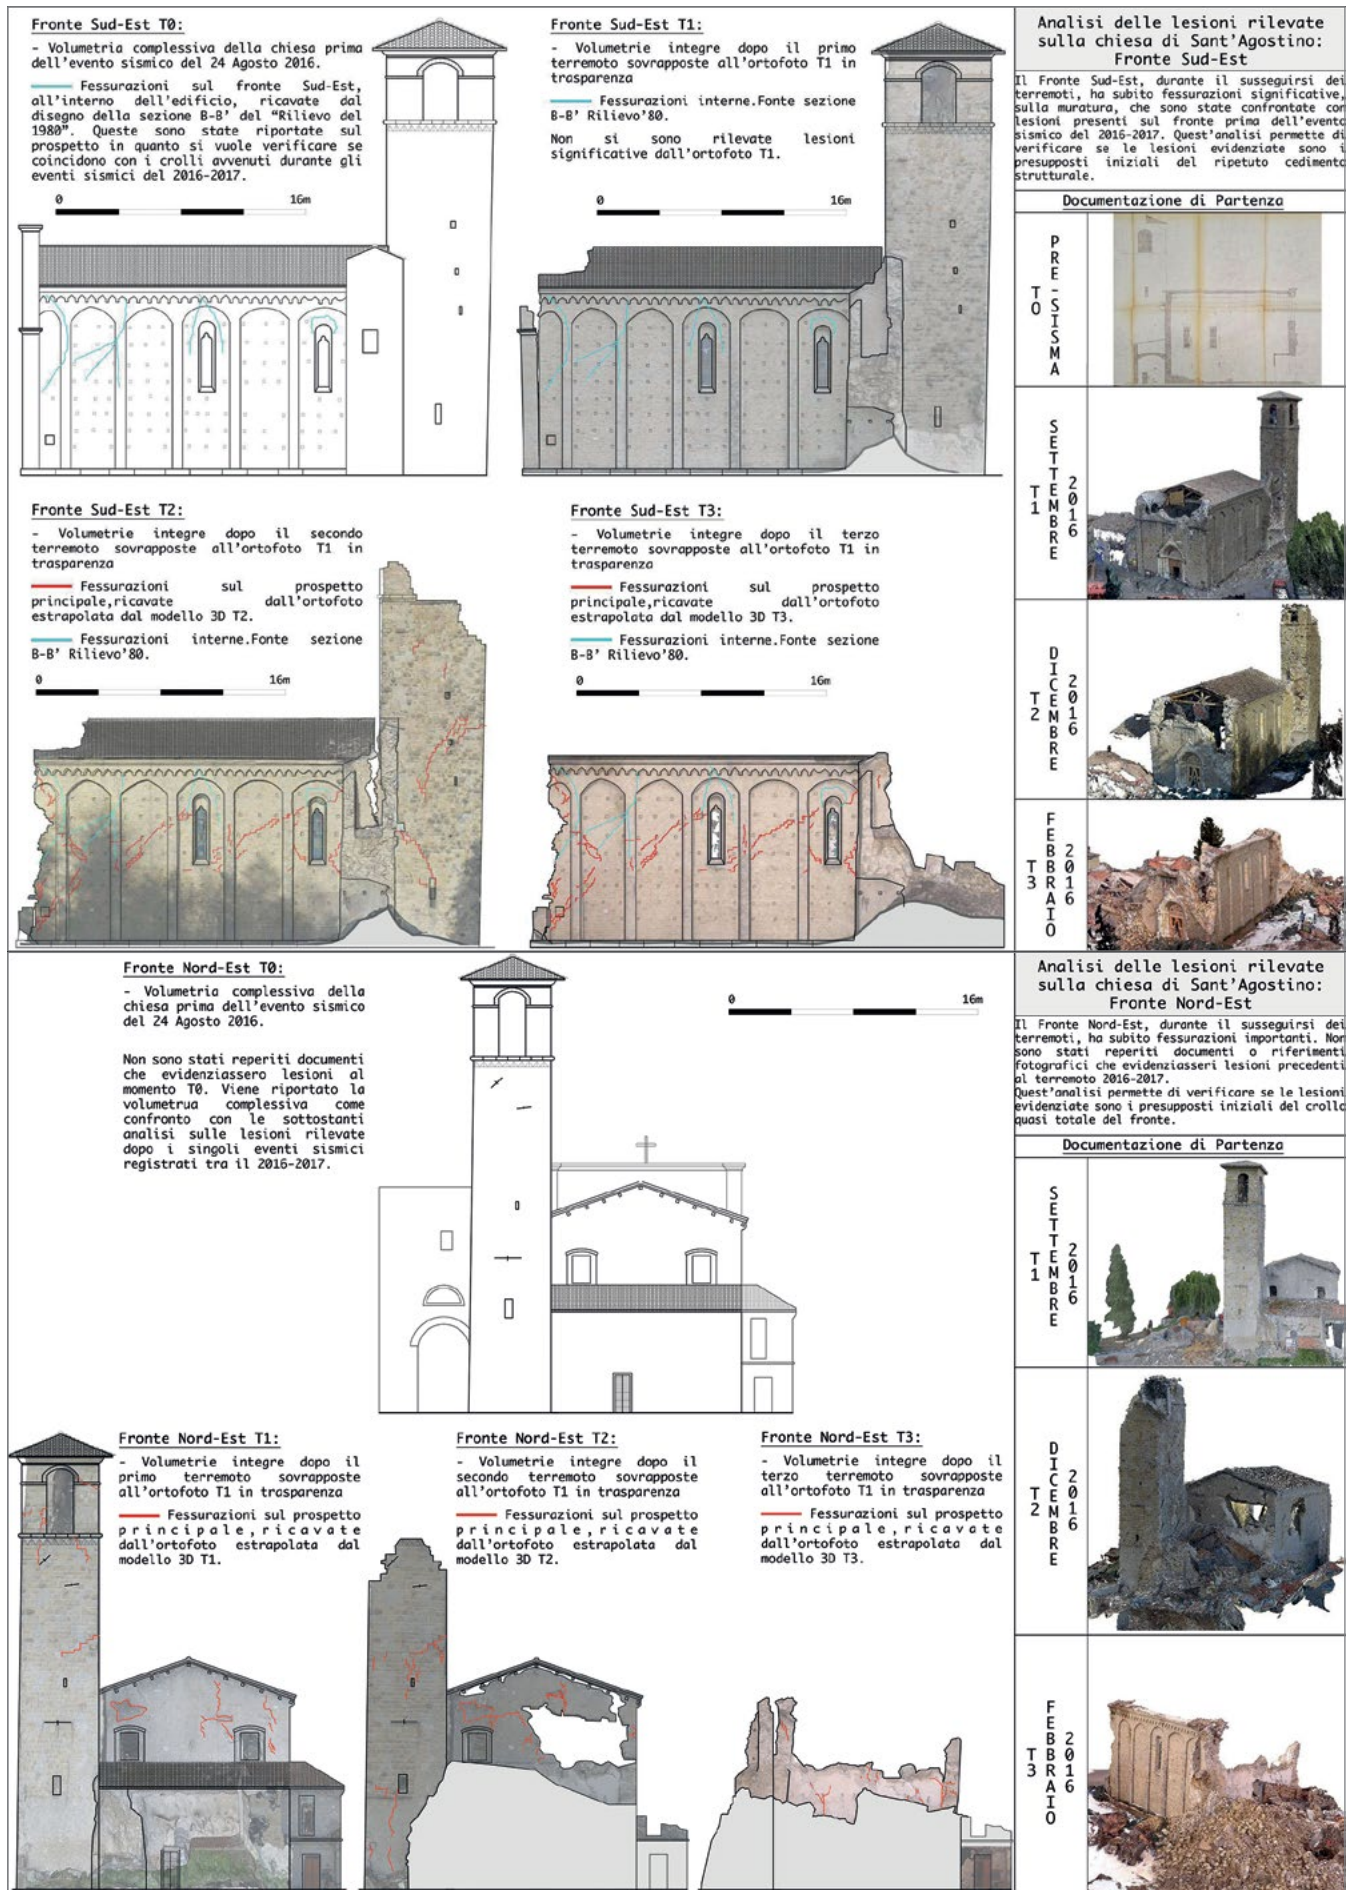 Fronte Sud-Est T0:
- Volumetria complessiva della chiesa prima
dell'evento sismico del 24 Agosto 2016.
Fessurazioni sul fronte Sud-Est,
all'interno dell'edificio, ricavate dal
disegno della sezione B-B' del "Rilievo del
1980". Queste sono state riportate sul
prospetto in quanto si vuole verificare se
coincidono con i crolli avvenuti durante gli
eventi sismici del 2016-2017.
0 16m
Fronte Sud-Est T1:
- Volumetrie integre dopo il primo
terremoto sovrapposte all'ortofoto T1 in
trasparenza
Fessurazioni interne.Fonte sezione
B-B' Rilievo'80.
Non si sono rilevate lesioni
significative dall'ortofoto T1.
0 16m
Fronte Sud-Est T2:
- Volumetrie integre dopo il secondo
terremoto sovrapposte all'ortofoto T1 in
trasparenza
Fessurazioni sul prospetto
principale,ricavate dall'ortofoto
estrapolata dal modello 3D T2.
Fessurazioni interne.Fonte sezione
B-B' Rilievo'80.
0 16m
Fronte Sud-Est T3:
- Volumetrie integre dopo il terzo
terremoto sovrapposte all'ortofoto T1 in
trasparenza
Fessurazioni sul prospetto
principale,ricavate dall'ortofoto
estrapolata dal modello 3D T3.
Fessurazioni interne.Fonte sezione
B-B' Rilievo'80.
0 16m
Analisi delle lesioni rilevate
sulla chiesa di Sant'Agostino:
Fronte Sud-Est
Il Fronte Sud-Est, durante il susseguirsi dei
terremoti, ha subito fessurazioni significative,
sulla muratura, che sono state confrontate con
lesioni presenti sul fronte prima dell'evento
sismico del 2016-2017. Quest'analisi permette di
verificare se le lesioni evidenziate sono i
presupposti iniziali del ripetuto cedimento
strutturale.
Documentazione di Partenza
T0 PRE-SISMA
T1 SETTEMBRE 2016
T2 DICEMBRE 2016
T3 FEBBRAIO 2016
Fronte Nord-Est T0:
- Volumetria complessiva della
chiesa prima dell'evento sismico
del 24 Agosto 2016.
Non sono stati reperiti documenti
che evidenziassero lesioni al
momento T0. Viene riportato la
volumetrua complessiva come
confronto con le sottostanti
analisi sulle lesioni rilevate
dopo i singoli eventi sismici
registrati tra il 2016-2017.
0 16m
Fronte Nord-Est T1:
- Volumetrie integre dopo il
primo terremoto sovrapposte
all'ortofoto T1 in trasparenza
Fessurazioni sul prospetto
principale,ricavate
dall'ortofoto estrapolata dal
modello 3D T1.
Fronte Nord-Est T2:
- Volumetrie integre dopo il
secondo terremoto sovrapposte
all'ortofoto T1 in trasparenza
Fessurazioni sul prospetto
principale,ricavate
dall'ortofoto estrapolata dal
modello 3D T2.
Fronte Nord-Est T3:
- Volumetrie integre dopo il
terzo terremoto sovrapposte
all'ortofoto T1 in trasparenza
Fessurazioni sul prospetto
principale,ricavate
dall'ortofoto estrapolata dal
modello 3D T3.
Analisi delle lesioni rilevate
sulla chiesa di Sant'Agostino:
Fronte Nord-Est
Il Fronte Nord-Est, durante il susseguirsi dei
terremoti, ha subito fessurazioni importanti. Non
sono stati reperiti documenti o riferimenti
fotografici che evidenziasseri lesioni precedenti
al terremoto 2016-2017.
Quest'analisi permette di verificare se le lesioni
evidenziate sono i presupposti iniziali del crollo
quasi totale del fronte.
Documentazione di Partenza
T1 SETTEMBRE 2016
T2 DICEMBRE 2016
T3 FEBBRAIO 2016